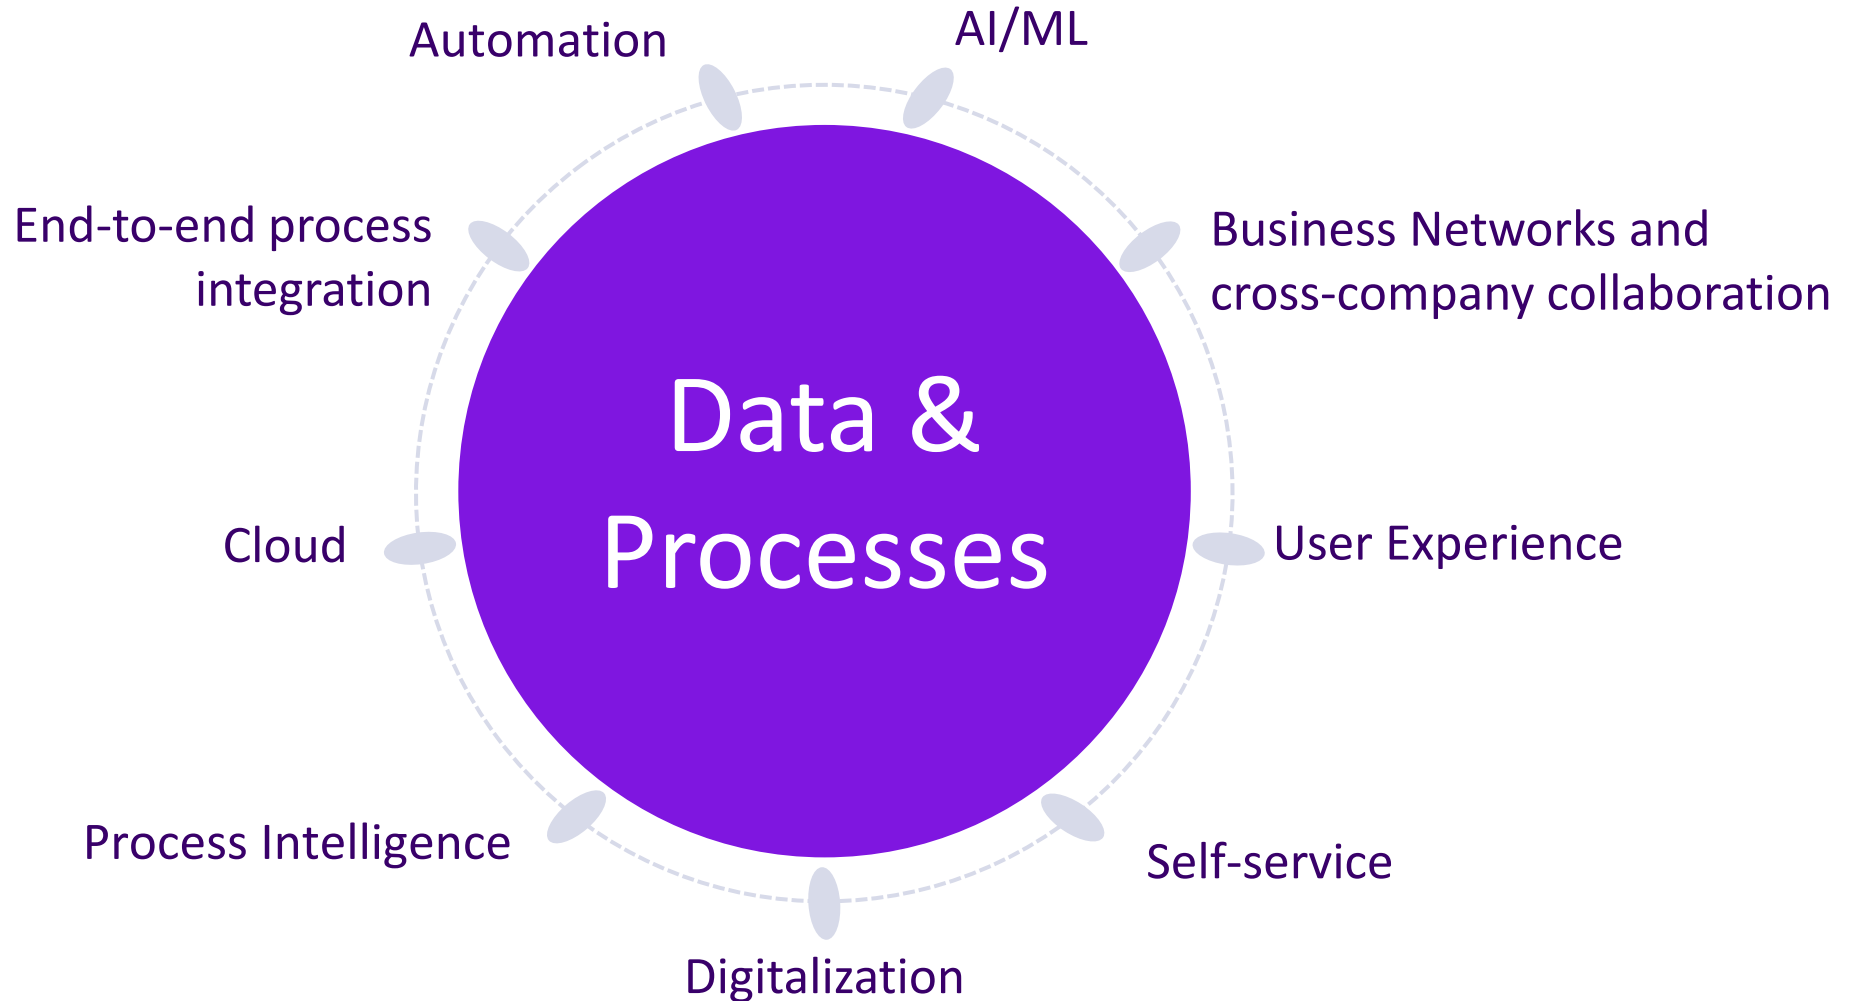 Automation
AI/ML
End-to-end process
integration
Business Networks and
cross-company collaboration
Data &
Processes
Cloud
User Experience
Process Intelligence
Self-service
Digitalization